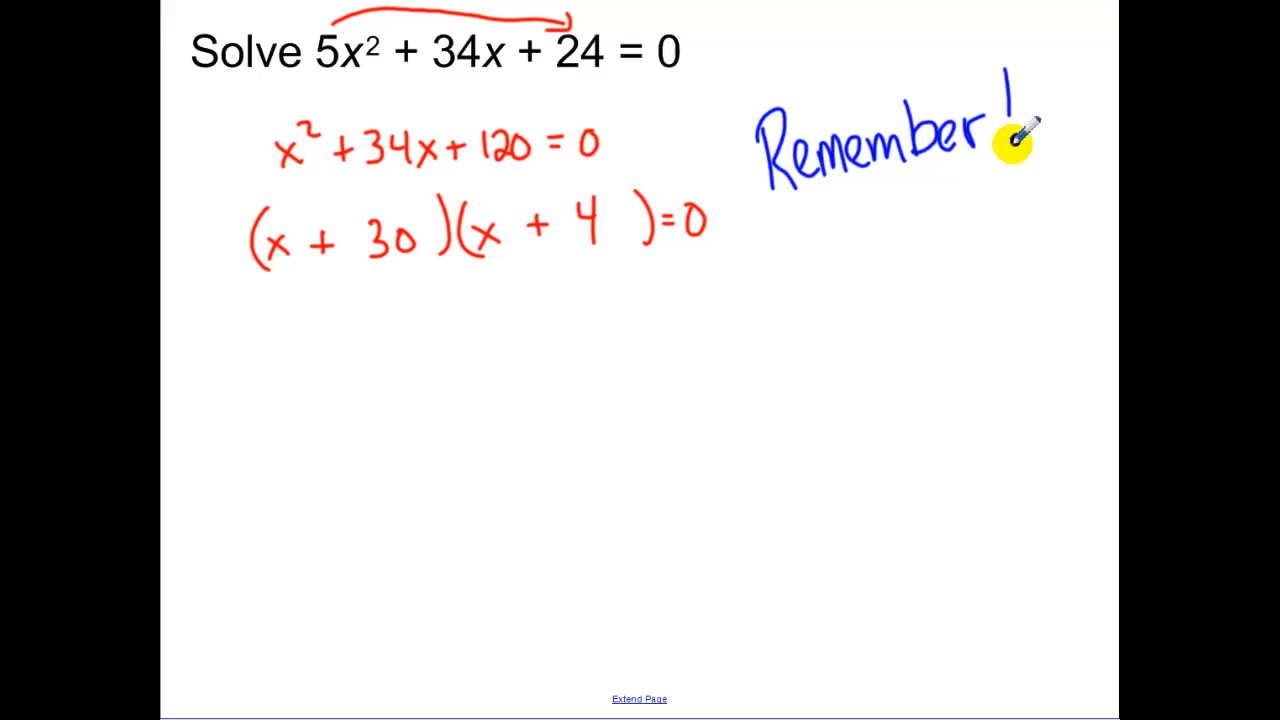 Solve 5x² + 34x + 24 = 0
x² + 34x + 120 = 0
Remember!
(x + 30)(x + 4) = 0
Extend Page